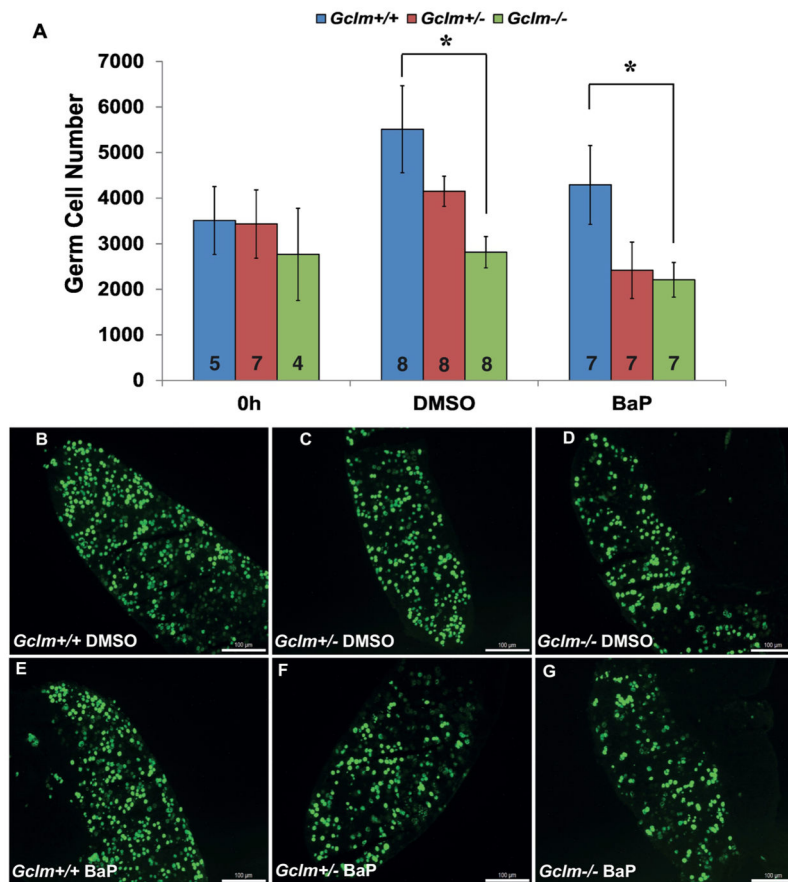 Gclm+/+ Gclm+/- Gclm-/-
A
*
*
Germ Cell Number
7000
6000
5000
4000
3000
2000
1000
0
5 7 4 8 8 8 7 7 7
0h DMSO BaP
B
Gclm+/+ DMSO
100 µm
C
Gclm+/- DMSO
100 µm
D
Gclm-/- DMSO
100 µm
E
Gclm+/+ BaP
100 µm
F
Gclm+/- BaP
100 µm
G
Gclm-/- BaP
100 µm